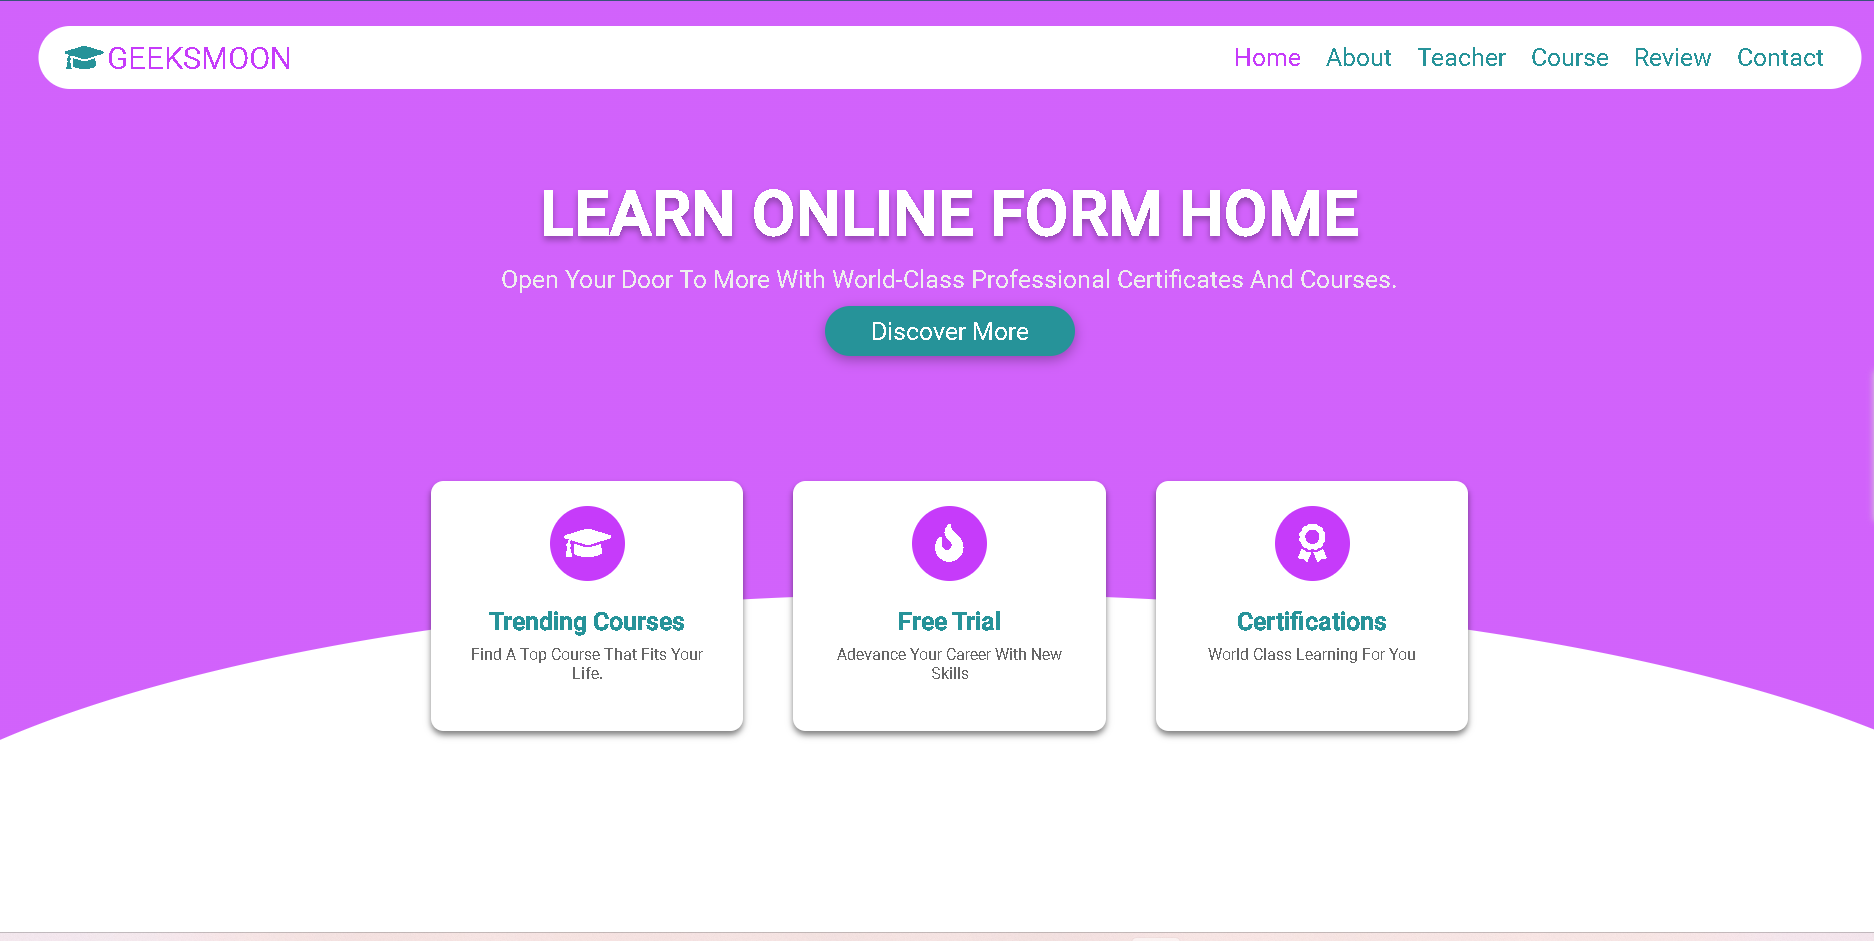 GEEKSMOON
Home About Teacher Course Review Contact
LEARN ONLINE FORM HOME
Open Your Door To More With World-Class Professional Certificates And Courses.
Discover More
Trending Courses
Find A Top Course That Fits Your
Life.
Free Trial
Adevance Your Career With New
Skills
Certifications
World Class Learning For You